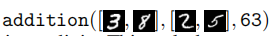 addition([3, 8], [2, 5], 63)